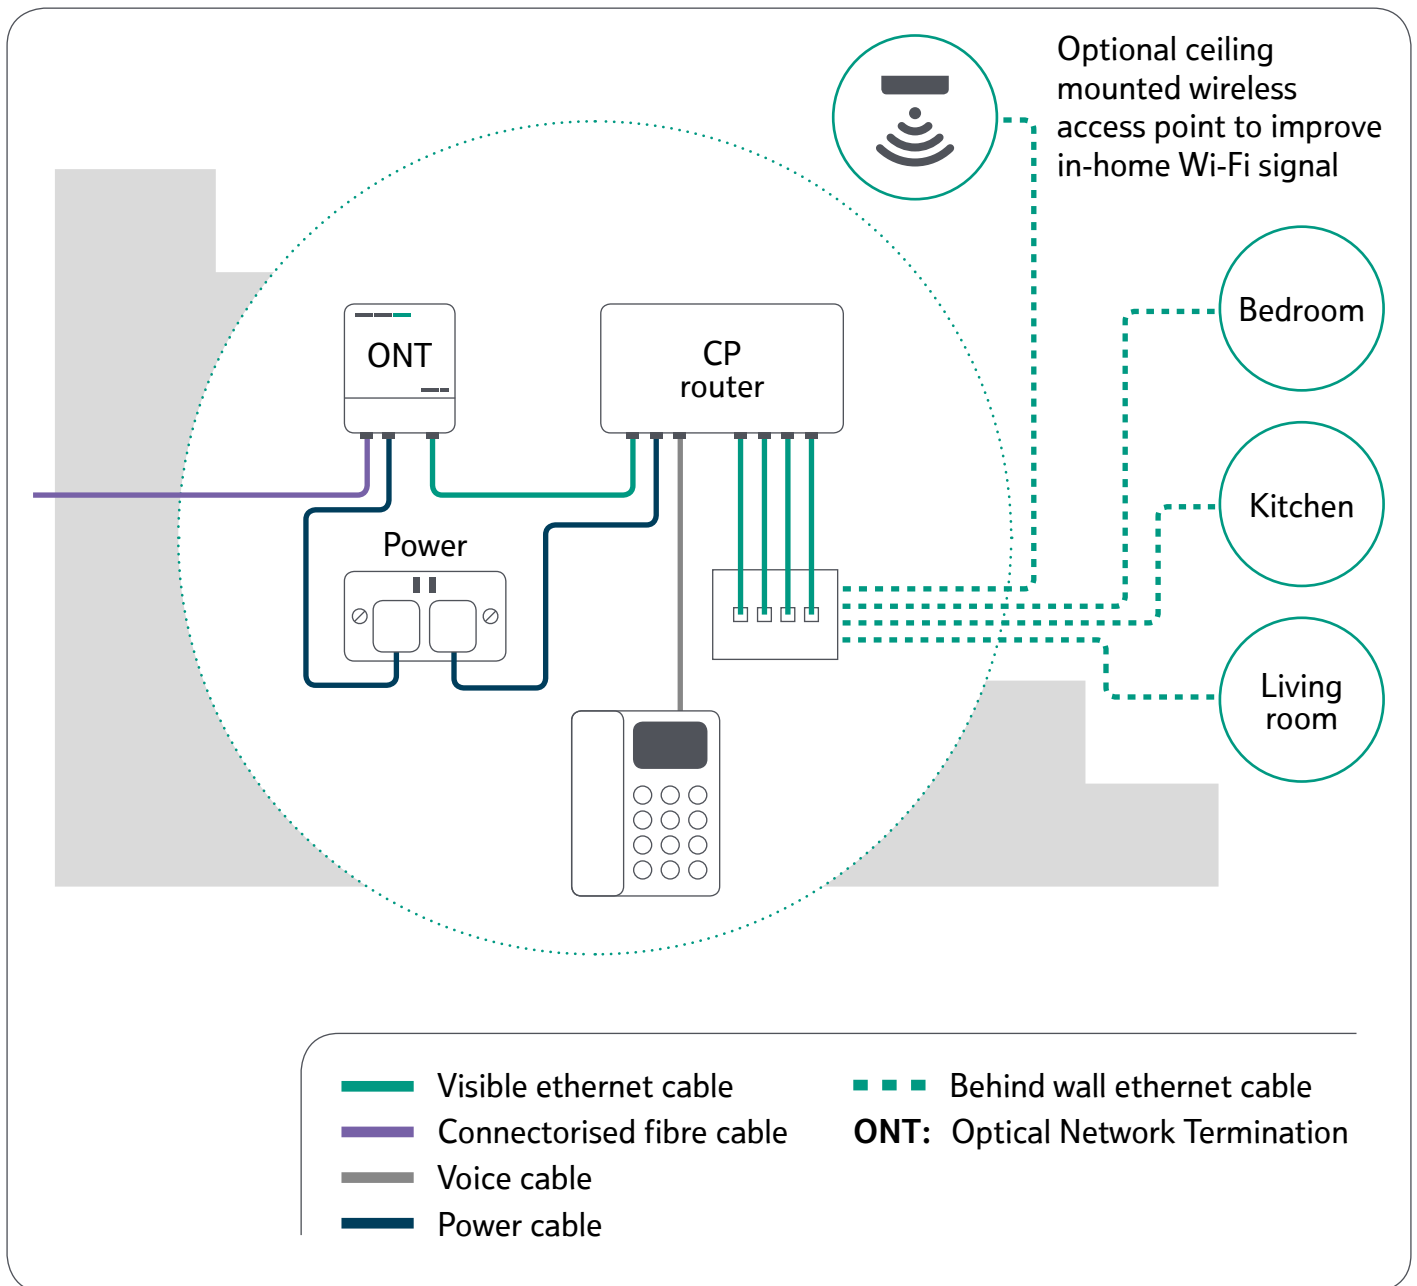 Optional ceiling
mounted wireless
access point to improve
in-home Wi-Fi signal
Bedroom
ONT
CP
router
Kitchen
Power
Living
room
Visible ethernet cable
Connectorised fibre cable
Voice cable
Power cable
Behind wall ethernet cable
ONT: Optical Network Termination